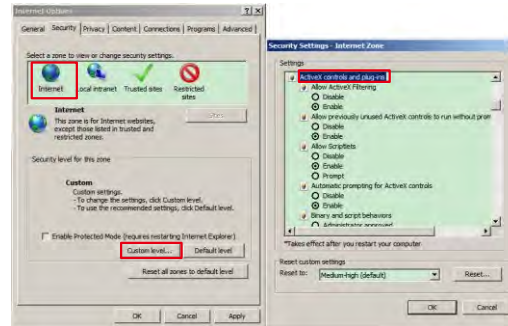 Internet Options
General Security Privacy Content Connections Programs Advanced
Select a zone to view or change security settings.
Internet Local intranet Trusted sites Restricted sites
Internet
This zone is for Internet websites,
except those listed in trusted and
restricted zones.
Sites
Security level for this zone
Custom
Custom settings.
- To change the settings, click Custom level.
- To use the recommended settings, click Default level.
Enable Protected Mode (requires restarting Internet Explorer)
Custom level... Default level
Reset all zones to default level
OK Cancel Apply
Security Settings - Internet Zone
Settings
ActiveX controls and plug-ins
Allow ActiveX Filtering
Disable
Enable
Allow previously unused ActiveX controls to run without prom
Disable
Enable
Allow Scriptlets
Disable
Enable
Prompt
Automatic prompting for ActiveX controls
Disable
Enable
Binary and script behaviors
Administrator approved
*Takes effect after you restart your computer
Reset custom settings
Reset to: Medium-high (default) Reset...
OK Cancel